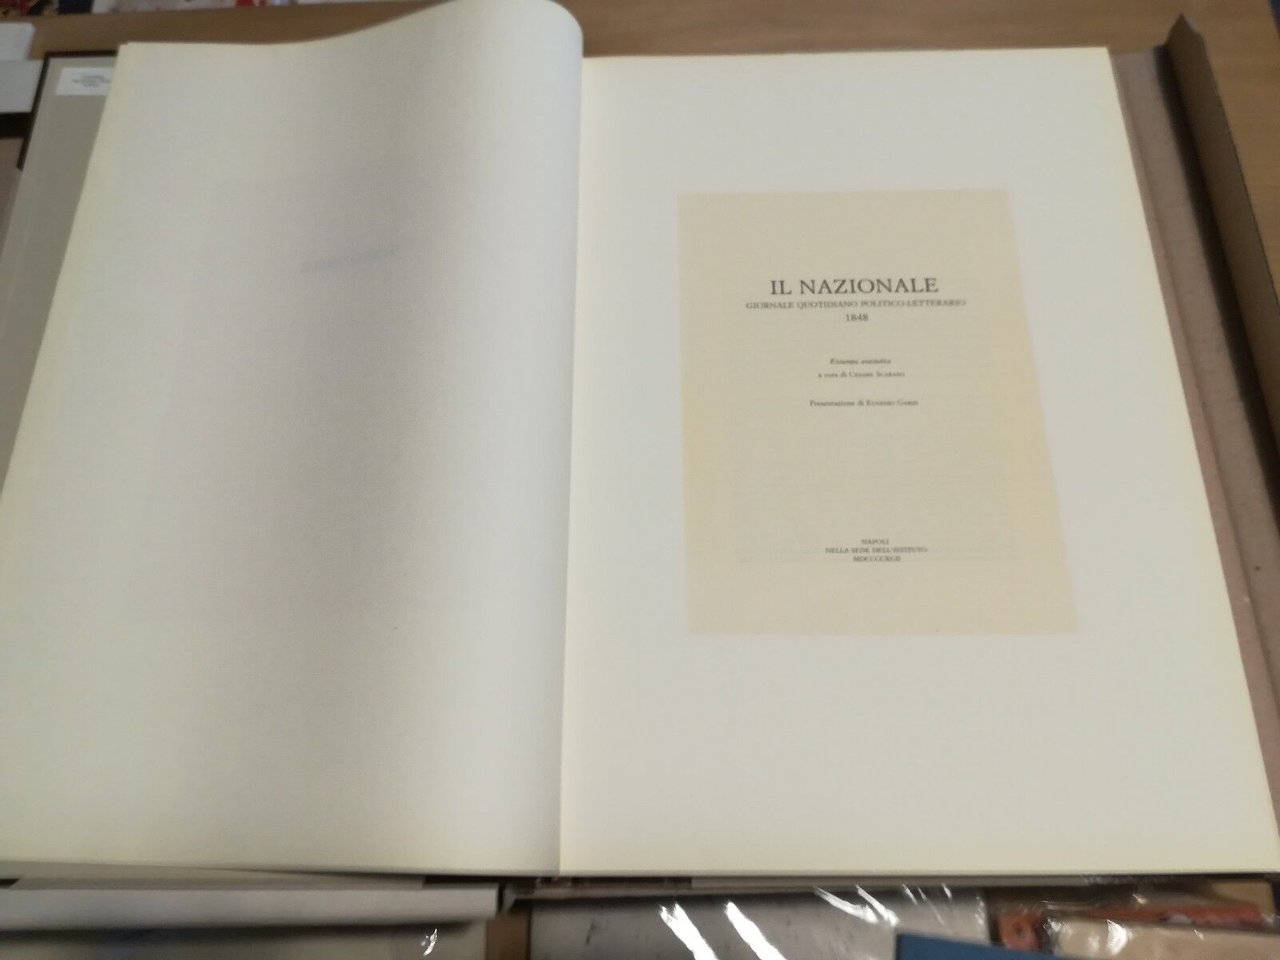 IL NAZIONALE
GIORNALE QUOTIDIANO POLITICO-LETTERARIO
1848
Ristampa anastatica
a cura di CESARE SCARANO
Presentazione di EUGENIO GARIN
NAPOLI
NELLA SEDE DELL'ISTITUTO